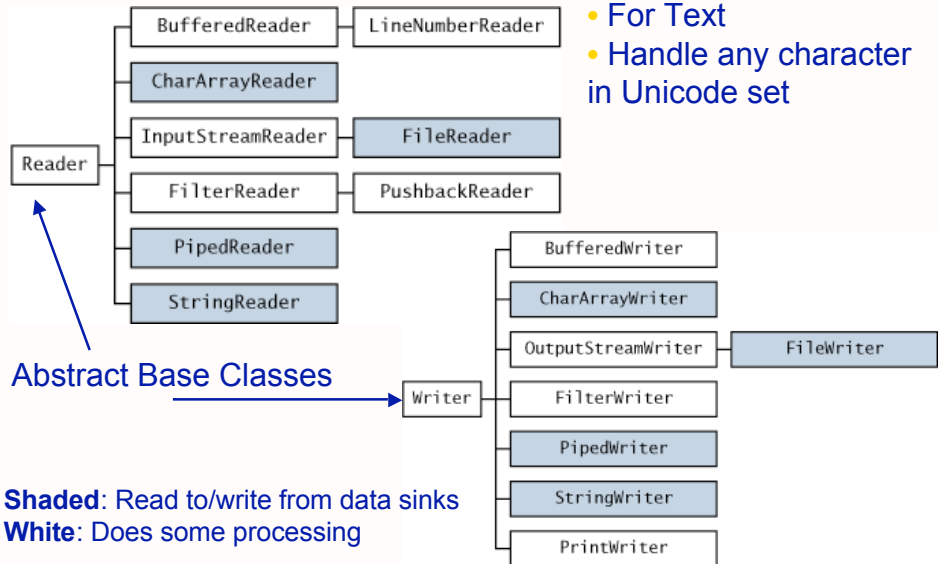 BufferedReader LineNumberReader
CharArrayReader
InputStreamReader FileReader
Reader
FilterReader PushbackReader
PipedReader
StringReader
• For Text
• Handle any character
in Unicode set
Abstract Base Classes
Writer
BufferedWriter
CharArrayWriter
OutputStreamWriter FileWriter
FilterWriter
PipedWriter
StringWriter
PrintWriter
Shaded: Read to/write from data sinks
White: Does some processing